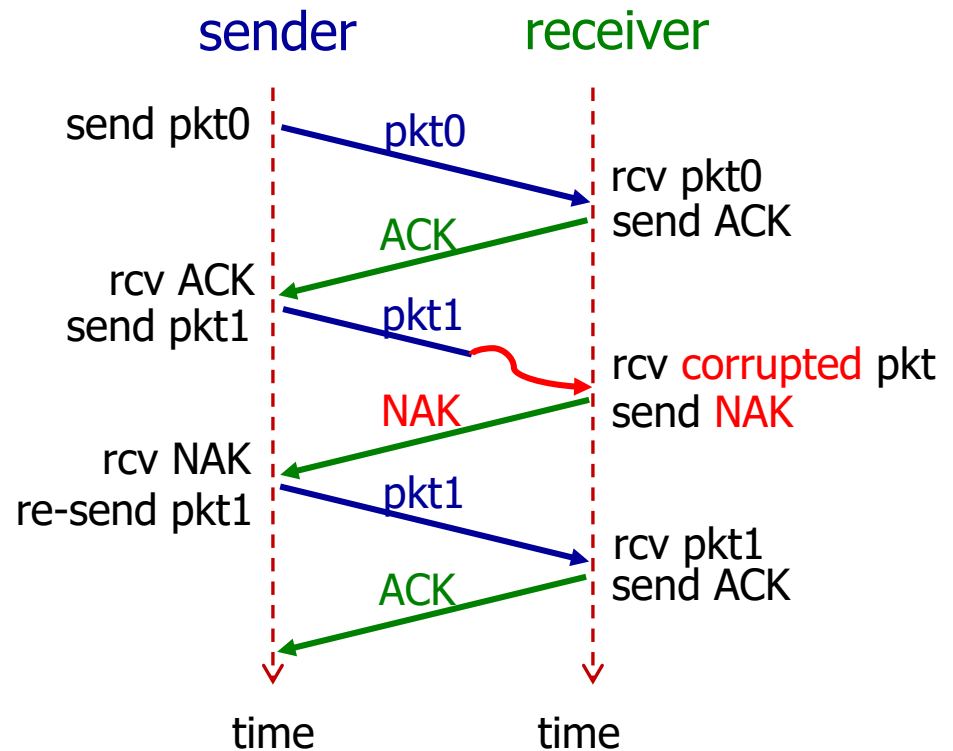 sender receiver
send pkt0
pkt0
rcv pkt0
send ACK
ACK
rcv ACK
send pkt1
pkt1
rcv corrupted pkt
send NAK
NAK
rcv NAK
re-send pkt1
pkt1
rcv pkt1
send ACK
ACK
time time